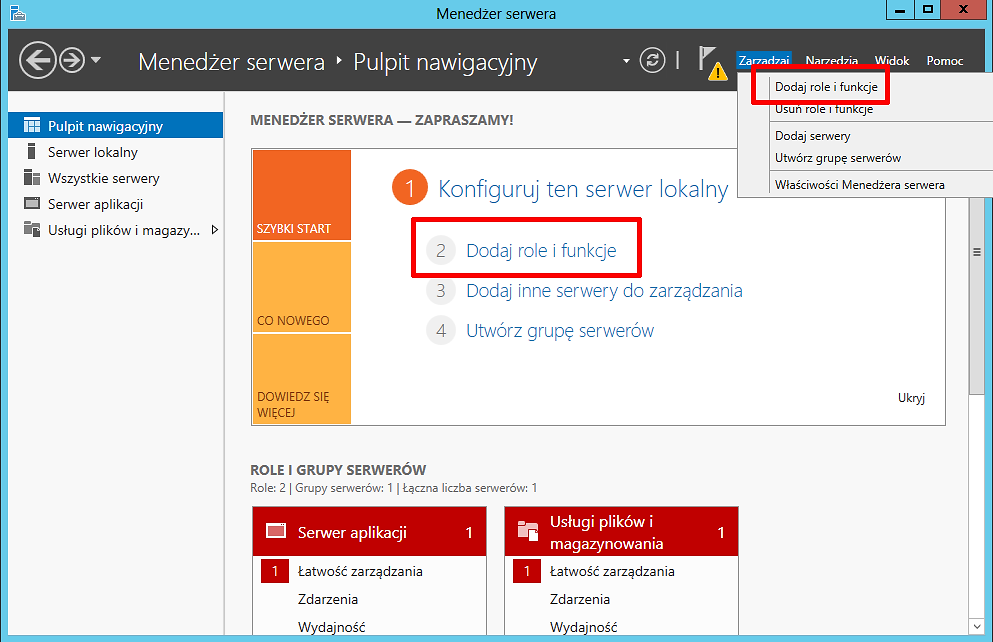 Menedżer serwera
Menedżer serwera ‣ Pulpit nawigacyjny
Zarządzaj Narzędzia Widok Pomoc
Dodaj role i funkcje
Usuń role i funkcje
Dodaj serwery
Utwórz grupę serwerów
Właściwości Menedżera serwera
Pulpit nawigacyjny
Serwer lokalny
Wszystkie serwery
Serwer aplikacji
Usługi plików i magazy...
MENEDŻER SERWERA — ZAPRASZAMY!
SZYBKI START
CO NOWEGO
DOWIEDZ SIĘ
WIĘCEJ
1 Konfiguruj ten serwer lokalny
2 Dodaj role i funkcje
3 Dodaj inne serwery do zarządzania
4 Utwórz grupę serwerów
Ukryj
ROLE I GRUPY SERWERÓW
Role: 2 | Grupy serwerów: 1 | Łączna liczba serwerów: 1
Serwer aplikacji 1
1 Łatwość zarządzania
Zdarzenia
Wydajność
Usługi plików i
magazynowania 1
1 Łatwość zarządzania
Zdarzenia
Wydajność